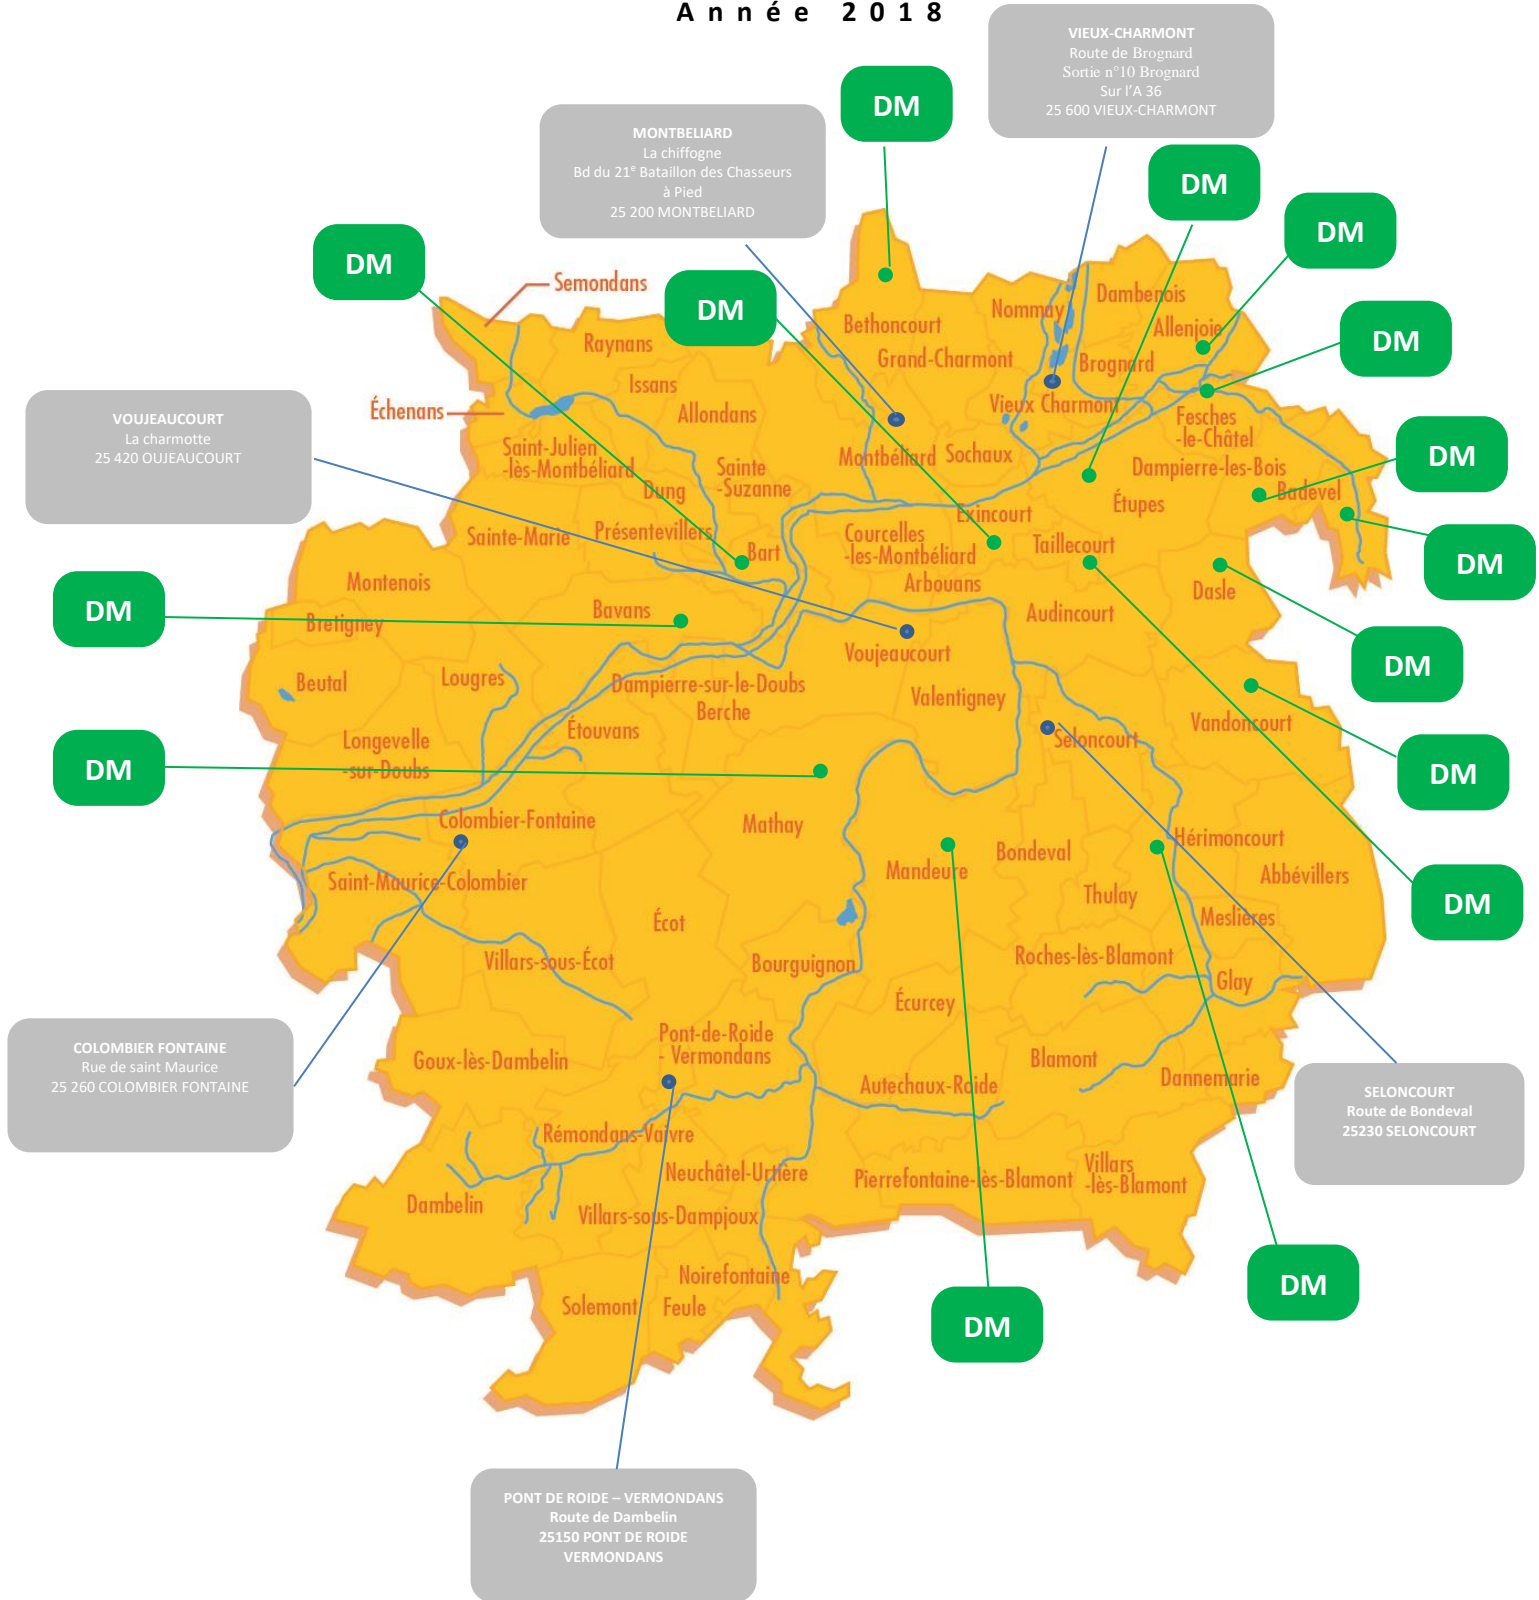 Année 2018
VIEUX-CHARMONT
Route de Brognard
Sortie n°10 Brognard
Sur l'A 36
25 600 VIEUX-CHARMONT
DM
MONTBELIARD
La chiffogne
Bd du 21e Bataillon des Chasseurs
à Pied
25 200 MONTBELIARD
DM
DM
DM
DM
DM
Semondans
Nommay
Dambenois
Bethoncourt
Allenjoie
Raynans
Grand-Charmont
Brognard
Issans
Échenans
Allondans
Vieux Charmont
Fesches
-le-Châtel
VOUJEAUCOURT
La charmotte
25 420 OUJEAUCOURT
Saint-Julien
-lès-Montbéliard
Montbéliard
Sochaux
DM
Sainte
-Suzanne
Dampierre-les-Bois
Dung
Badevel
Étupes
Exincourt
Sainte-Marie
Présentevillers
Courcelles
-les-Montbéliard
Taillecourt
Bart
DM
Montenois
Arbouans
Dasle
DM
Bavans
Audincourt
Bretigney
Voujeaucourt
DM
Lougres
Beutal
Dampierre-sur-le-Doubs
Berche
Valentigney
Vandoncourt
Étouvans
Longevelle
-sur-Doubs
Seloncourt
DM
DM
Colombier-Fontaine
Mathay
Hérimoncourt
Bondeval
Mandeure
Abbévillers
Saint-Maurice-Colombier
Thulay
DM
Écot
Meslières
Villars-sous-Écot
Bourguignon
Roches-lès-Blamont
Glay
Écurcey
COLOMBIER FONTAINE
Rue de saint Maurice
25 260 COLOMBIER FONTAINE
Pont-de-Roide
- Vermondans
Goux-lès-Dambelin
Blamont
Autechaux-Roide
Dannemarie
SELONCOURT
Route de Bondeval
25230 SELONCOURT
Rémondans-Vaivre
Neuchâtel-Urtière
Pierrefontaine-lès-Blamont
Villars
-lès-Blamont
Dambelin
Villars-sous-Dampjoux
Noirefontaine
DM
Solemont
Feule
DM
PONT DE ROIDE – VERMONDANS
Route de Dambelin
25150 PONT DE ROIDE
VERMONDANS